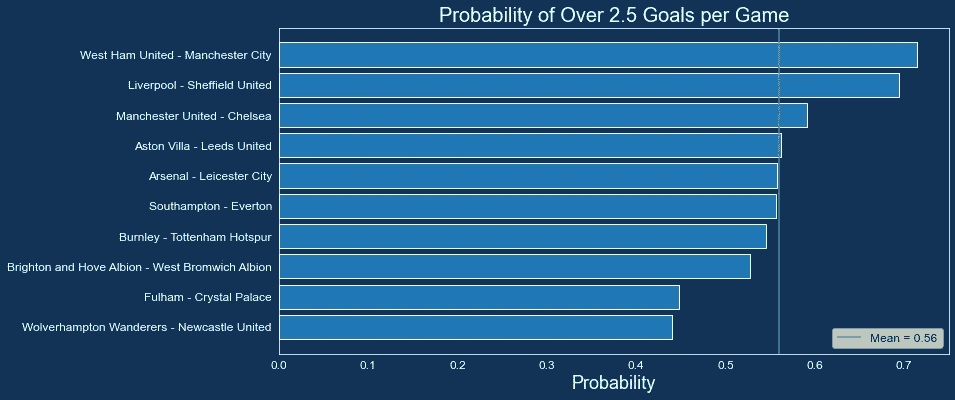 Probability of Over 2.5 Goals per Game
West Ham United - Manchester City
Liverpool - Sheffield United
Manchester United - Chelsea
Aston Villa - Leeds United
Arsenal - Leicester City
Southampton - Everton
Burnley - Tottenham Hotspur
Brighton and Hove Albion - West Bromwich Albion
Fulham - Crystal Palace
Wolverhampton Wanderers - Newcastle United
Mean = 0.56
0.0 0.1 0.2 0.3 0.4 0.5 0.6 0.7
Probability